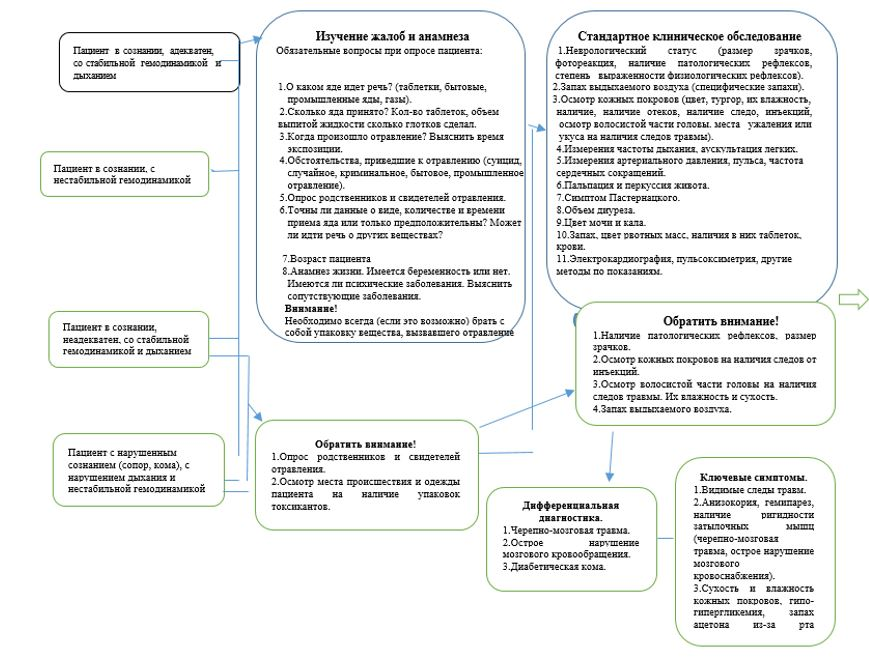 Пациент в сознании, адекватен,
со стабильной гемодинамикой и
дыханием
Пациент в сознании, с
нестабильной гемодинамикой
Пациент в сознании,
неадекватен, со стабильной
гемодинамикой и дыханием
Пациент с нарушенным
сознанием (сопор, кома), с
нарушением дыхания и
нестабильной гемодинамикой
Изучение жалоб и анамнеза
Обязательные вопросы при опросе пациента:
1.О каком яде идет речь? (таблетки, бытовые,
промышленные яды, газы).
2.Сколько яда принято? Кол-во таблеток, объем
выпитой жидкости сколько глотков сделал.
3.Когда произошло отравление? Выяснить время
экспозиции.
4.Обстоятельства, приведшие к отравлению (суицид,
случайное, криминальное, бытовое, промышленное
отравление).
5.Опрос родственников и свидетелей отравления.
6.Точны ли данные о виде, количестве и времени
приема яда или только предположительны? Может
ли идти речь о других веществах?
7.Возраст пациента
8.Анамнез жизни. Имеется беременность или нет.
Имеются ли психические заболевания. Выяснить
сопутствующие заболевания.
Внимание!
Необходимо всегда (если это возможно) брать с
собой упаковку вещества, вызвавшего отравление
Обратить внимание!
1.Опрос родственников и свидетелей
отравления.
2.Осмотр места происшествия и одежды
пациента на наличие упаковок
токсикантов.
Стандартное клиническое обследование
1.Неврологический статус (размер зрачков,
фотореакция, наличие патологических рефлексов,
степень выраженности физиологических рефлексов).
2.Запах выдыхаемого воздуха (специфические запахи).
3.Осмотр кожных покровов (цвет, тургор, их влажность,
наличие, наличие отеков, наличие следо, инъекций,
осмотр волосистой части головы. места ужаления или
укуса на наличия следов травмы).
4.Измерения частоты дыхания, аускультация легких.
5.Измерения артериального давления, пульса, частота
сердечных сокращений.
6.Пальпация и перкуссия живота.
7.Симптом Пастернацкого.
8.Объем диуреза.
9.Цвет мочи и кала.
10.Запах, цвет рвотных масс, наличия в них таблеток,
крови.
11.Электрокардиография, пульсоксиметрия, другие
методы по показаниям.
Обратить внимание!
1.Наличие патологических рефлексов, размер
зрачков.
2.Осмотр кожных покровов на наличия следов от
инъекций.
3.Осмотр волосистой части головы на наличия
следов травмы. Их влажность и сухость.
4.Запах выдыхаемого воздуха.
Дифференциальная
диагностика.
1.Черепно-мозговая травма.
2.Острое нарушение
мозгового кровообращения.
3.Диабетическая кома.
Ключевые симптомы.
1.Видимые следы травм.
2.Анизокория, гемипарез,
наличие ригидности
затылочных мышц
(черепно-мозговая
травма, острое нарушение
мозгового
кровоснабжения).
3.Сухость и влажность
кожных покровов, гипо-
гипергликемия, запах
ацетона из-за рта